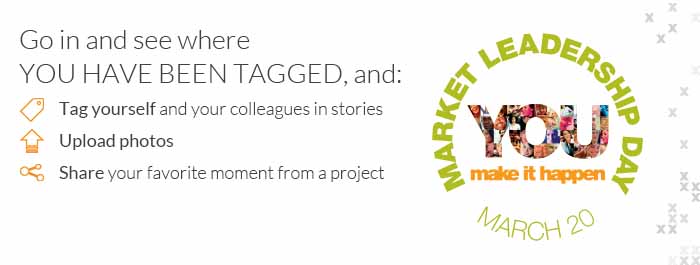 Go in and see where
YOU HAVE BEEN TAGGED, and:
Tag yourself and your colleagues in stories
Upload photos
Share your favorite moment from a project
MARKET LEADERSHIP DAY
YOU
make it happen
MARCH 20
x x
x
x x
x
x
x x
x x
x
x x
x